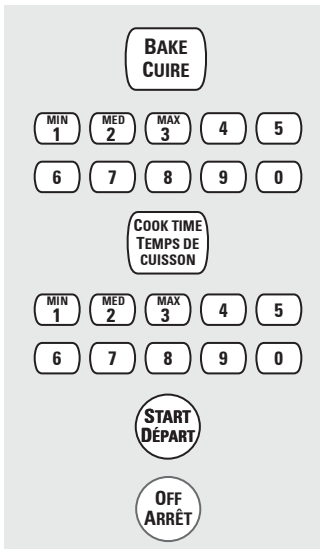 BAKE
CUIRE
MIN MED MAX
1 2 3 4 5
6 7 8 9 0
COOK TIME
TEMPS DE
CUISSON
MIN MED MAX
1 2 3 4 5
6 7 8 9 0
START
DÉPART
OFF
ARRÊT